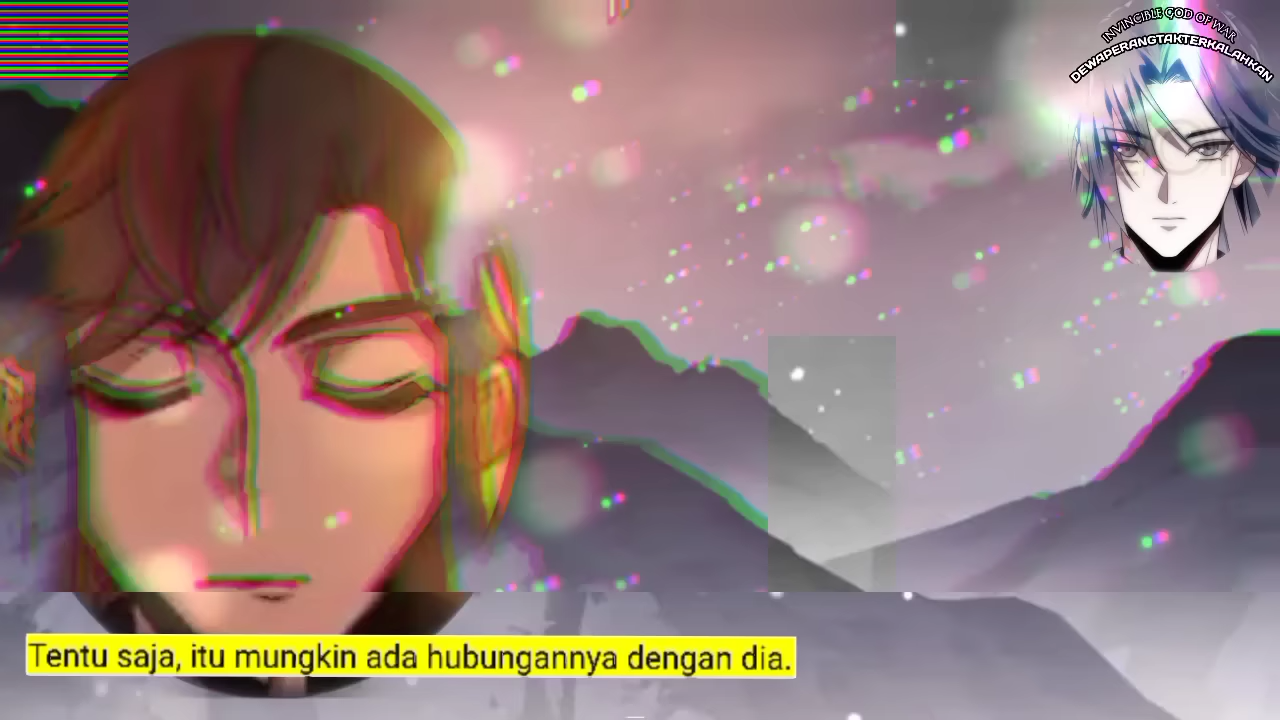 INVINCIBLE GOD OF WAR
DEWAPERANGTAKTERKALAHKAN
Tentu saja, itu mungkin ada hubungannya dengan dia.